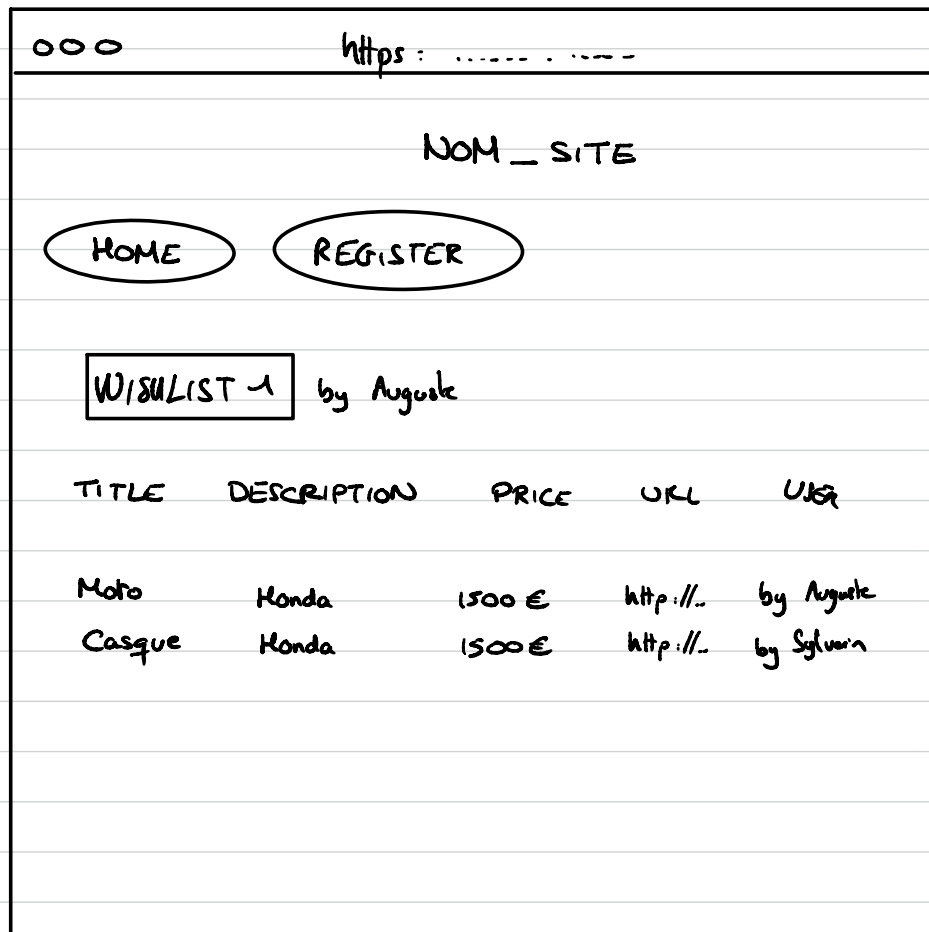 https : ...... . .....
NOM_SITE
HOME REGISTER
WISHLIST 1 by Auguste
TITLE DESCRIPTION PRICE URL USER
Moto Honda 1500 € http://.. by Auguste
Casque Honda 1500 € http://.. by Sylvain